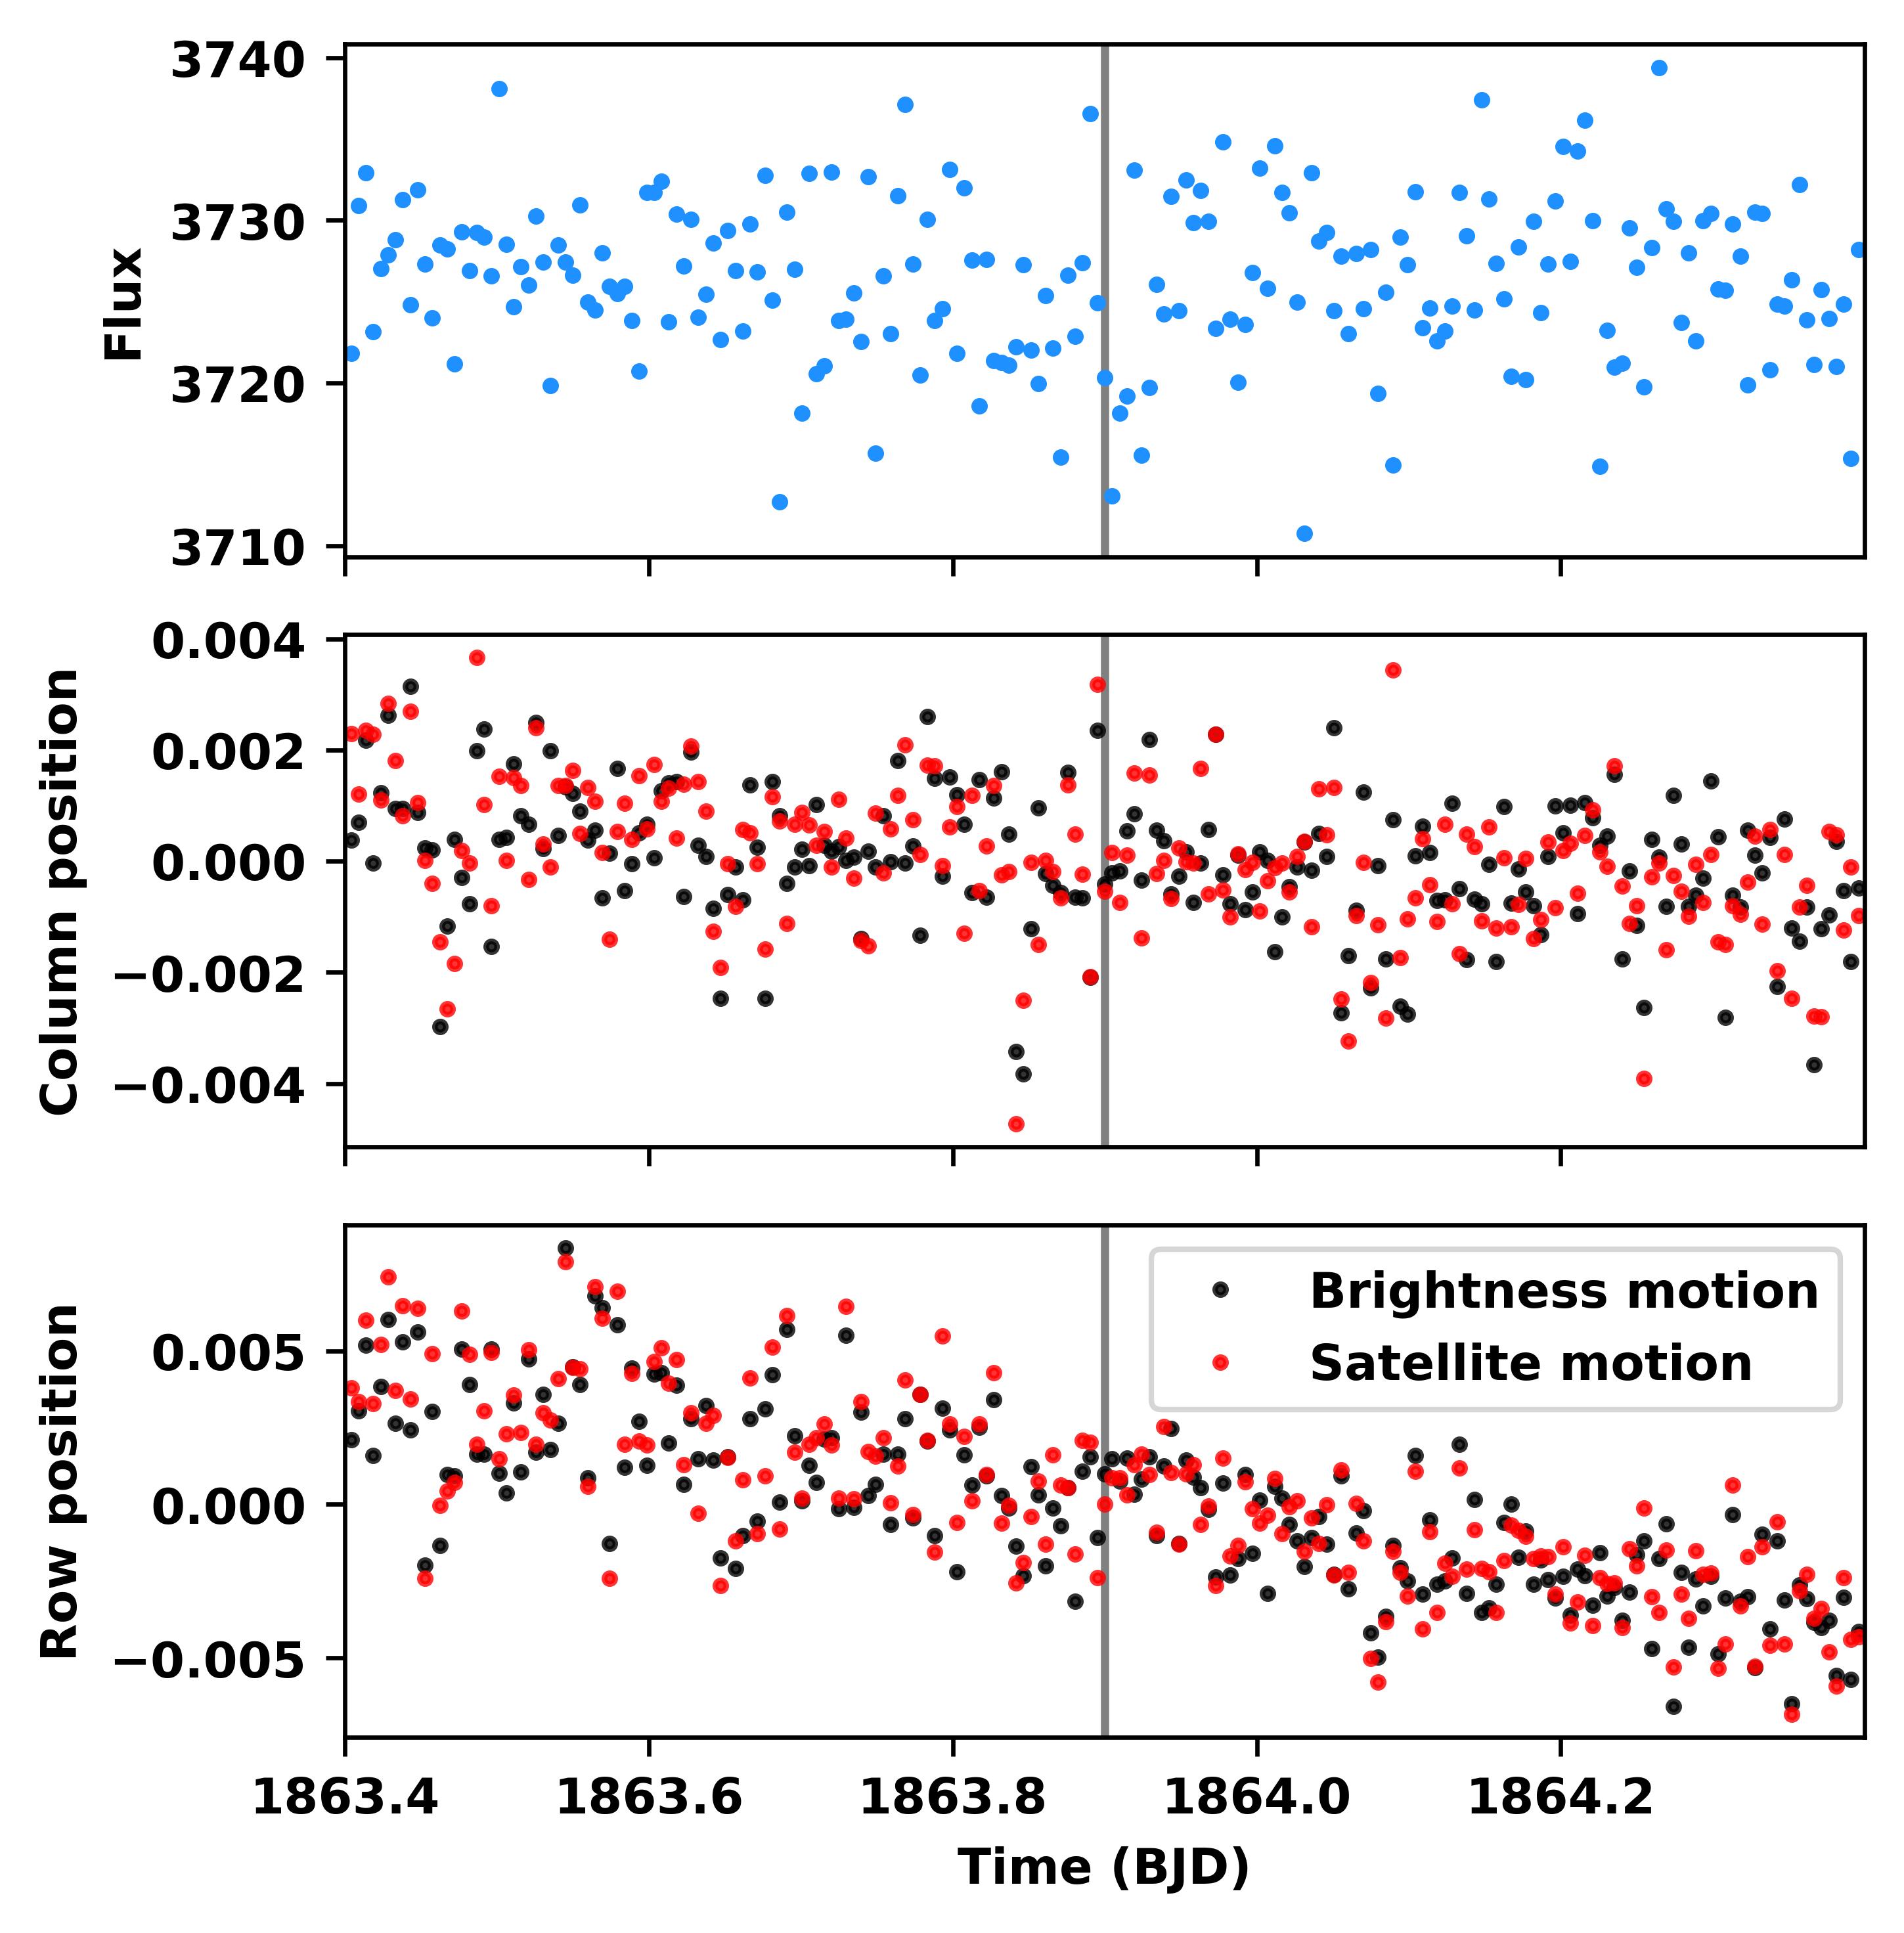 3740
3730
3720
3710
Flux
0.004
0.002
0.000
−0.002
−0.004
Column position
Brightness motion
Satellite motion
0.005
0.000
−0.005
Row position
1863.4 1863.6 1863.8 1864.0 1864.2
Time (BJD)